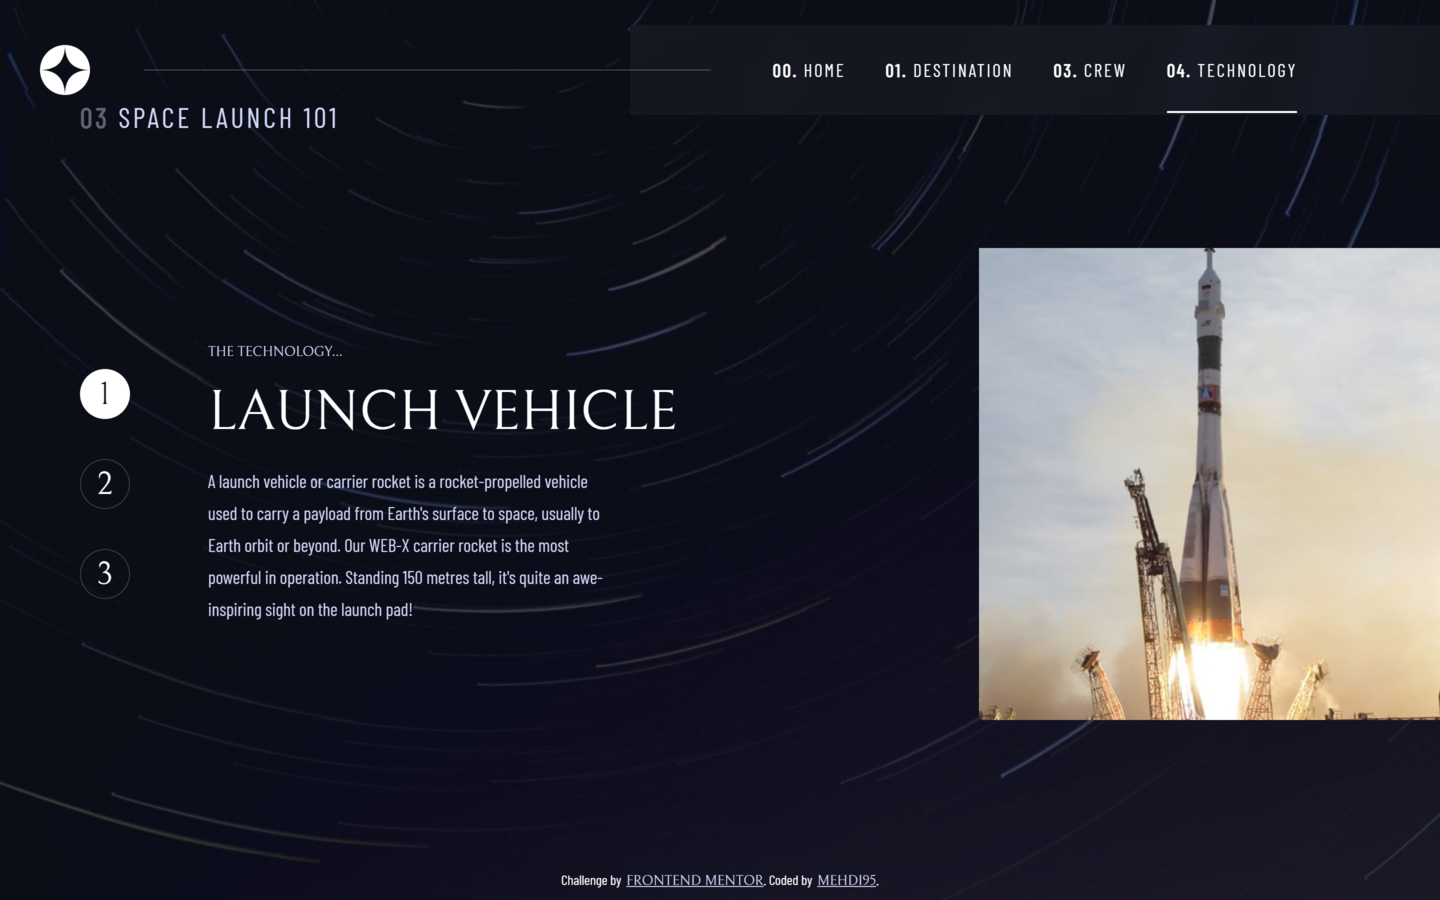 00. HOME
01. DESTINATION
03. CREW
04. TECHNOLOGY
03 SPACE LAUNCH 101
1
2
3
THE TECHNOLOGY...
LAUNCH VEHICLE
A launch vehicle or carrier rocket is a rocket-propelled vehicle
used to carry a payload from Earth's surface to space, usually to
Earth orbit or beyond. Our WEB-X carrier rocket is the most
powerful in operation. Standing 150 metres tall, it's quite an awe-
inspiring sight on the launch pad!
Challenge by FRONTEND MENTOR. Coded by MEHDI95.